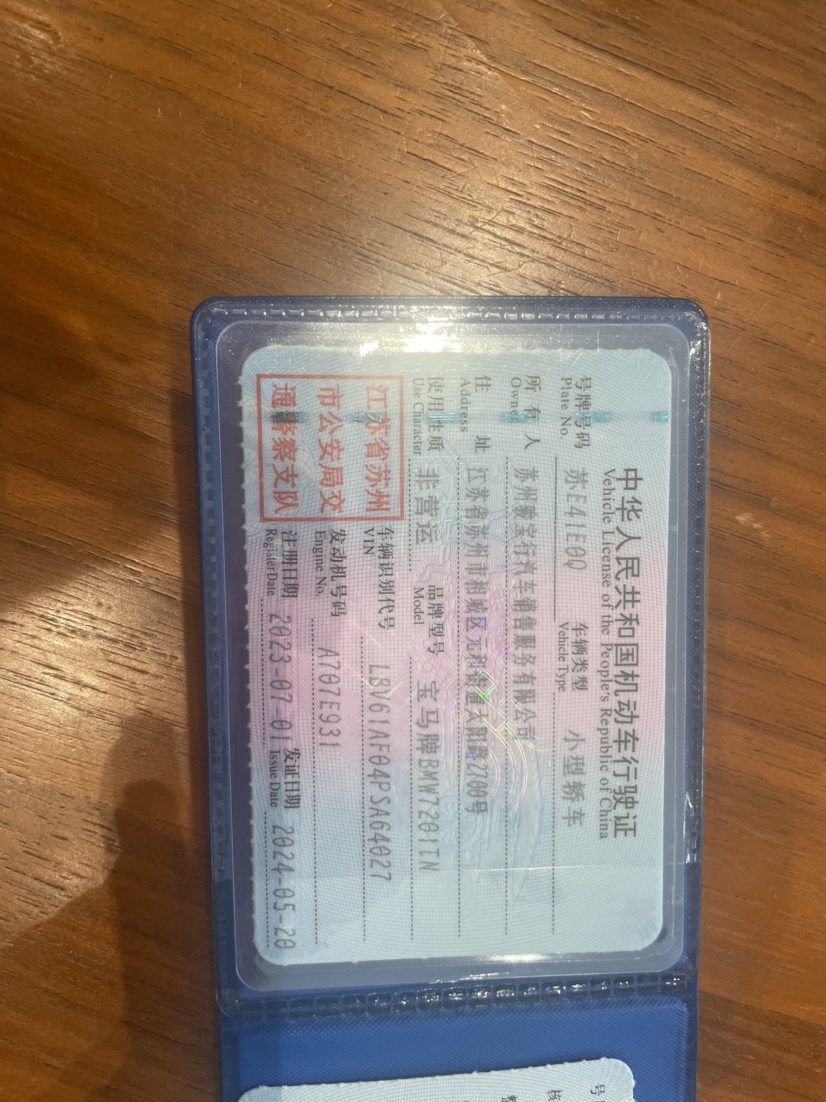 中华人民共和国机动车行驶证
Vehicle License of the People's Republic of China
号牌号码 苏E41E0Q 车辆类型 小型轿车
Plate No. Vehicle Type
所有人 苏州骏宝行汽车销售服务有限公司
Owner
住址 江苏省苏州市相城区元和街道太阳路2700号
Address
使用性质 非营运 品牌型号 宝马牌BMW7201TN
Use Character Model
江苏省苏州
市公安局交
通警察支队
车辆识别代号 LBV61AF04PSA64027
VIN
发动机号码 A707E931
Engine No.
注册日期 2023-07-01 发证日期 2024-05-20
Register Date Issue Date
号
核
整